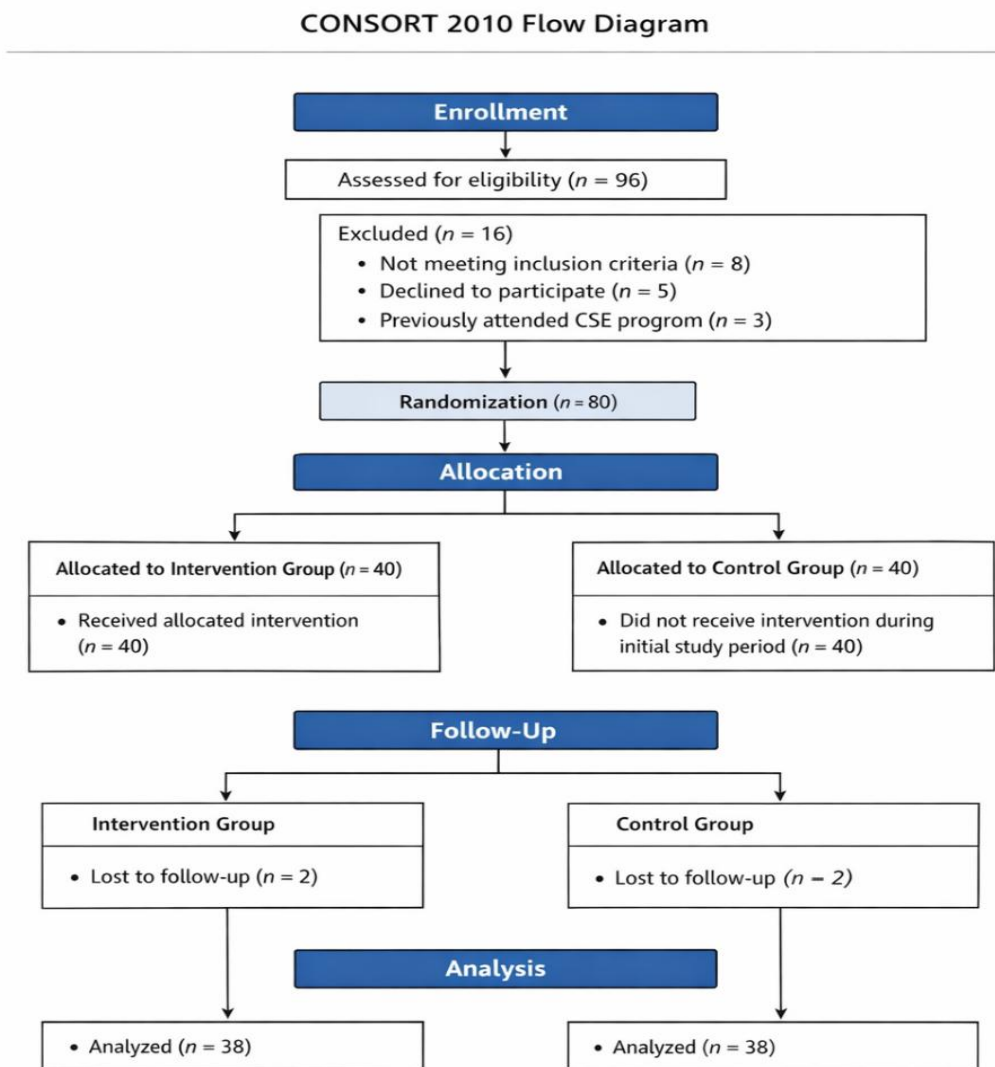 CONSORT 2010 Flow Diagram
Enrollment
Assessed for eligibility (n = 96)
Excluded (n = 16)
• Not meeting inclusion criteria (n = 8)
• Declined to participate (n = 5)
• Previously attended CSE progrom (n = 3)
Randomization (n = 80)
Allocation
Allocated to Intervention Group (n = 40)
• Received allocated intervention
(n = 40)
Allocated to Control Group (n = 40)
• Did not receive intervention during
initial study period (n = 40)
Follow-Up
Intervention Group
• Lost to follow-up (n = 2)
Control Group
• Lost to follow-up (n – 2)
Analysis
• Analyzed (n = 38)
• Analyzed (n = 38)